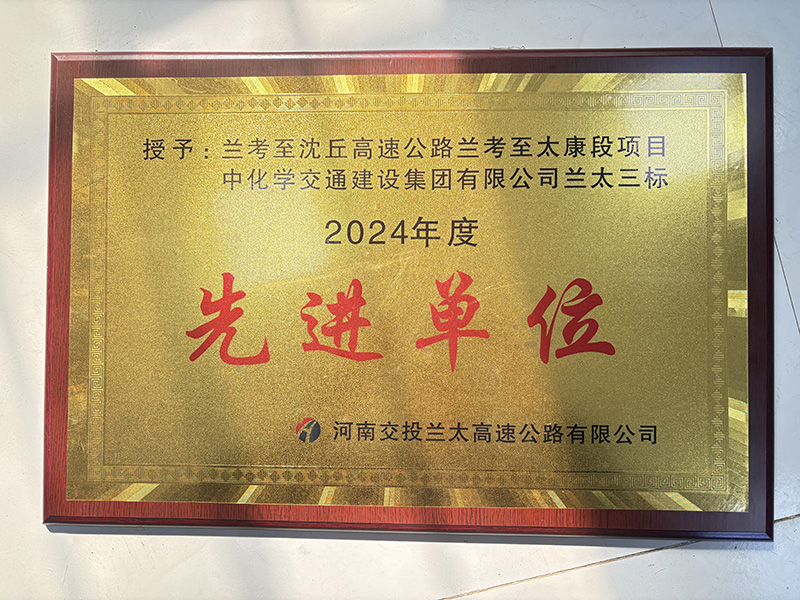 授予：兰考至沈丘高速公路兰考至太康段项目
中化学交通建设集团有限公司兰太三标
2024年度
先进单位
河南交投兰太高速公路有限公司